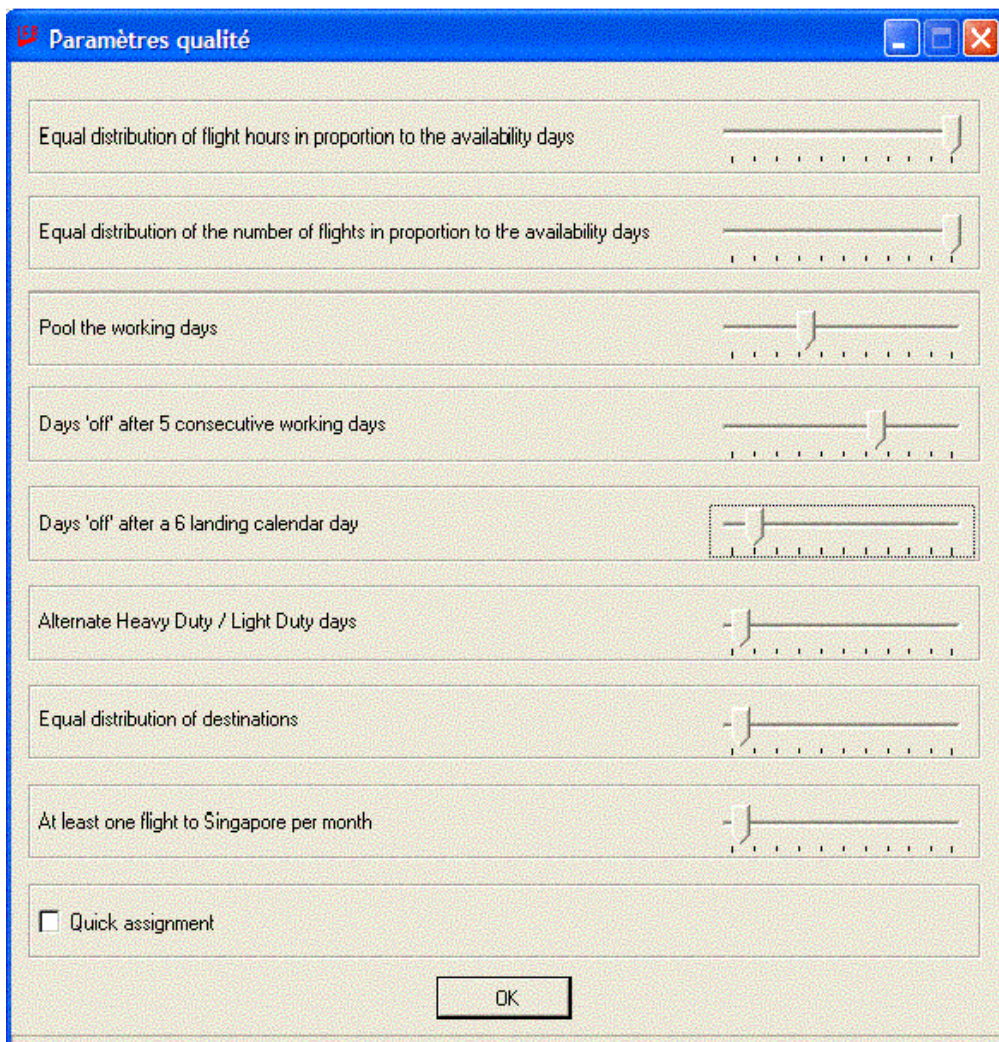 Paramètres qualité
Equal distribution of flight hours in proportion to the availability days
Equal distribution of the number of flights in proportion to the availability days
Pool the working days
Days 'off' after 5 consecutive working days
Days 'off' after a 6 landing calendar day
Alternate Heavy Duty / Light Duty days
Equal distribution of destinations
At least one flight to Singapore per month
Quick assignment
OK